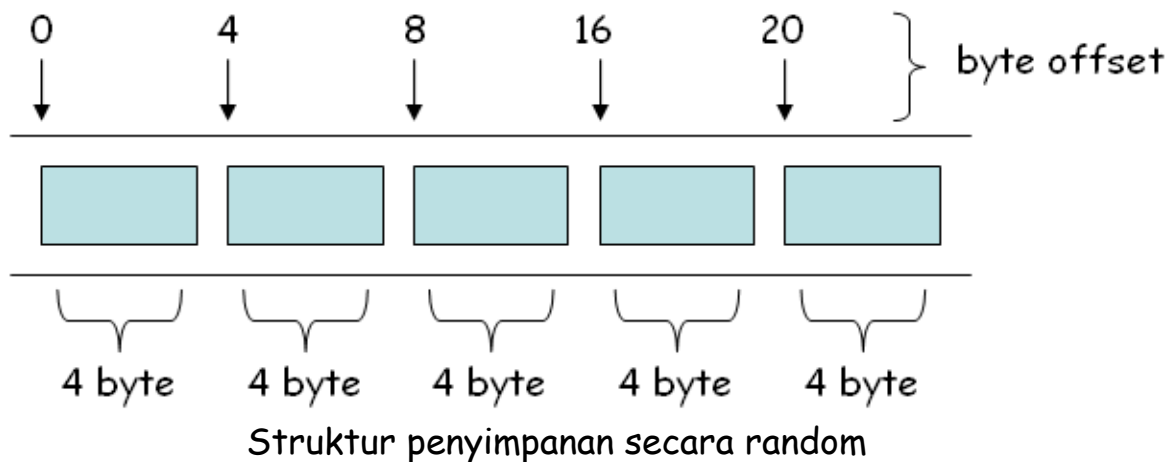 0 4 8 16 20
byte offset
4 byte 4 byte 4 byte 4 byte 4 byte
Struktur penyimpanan secara random